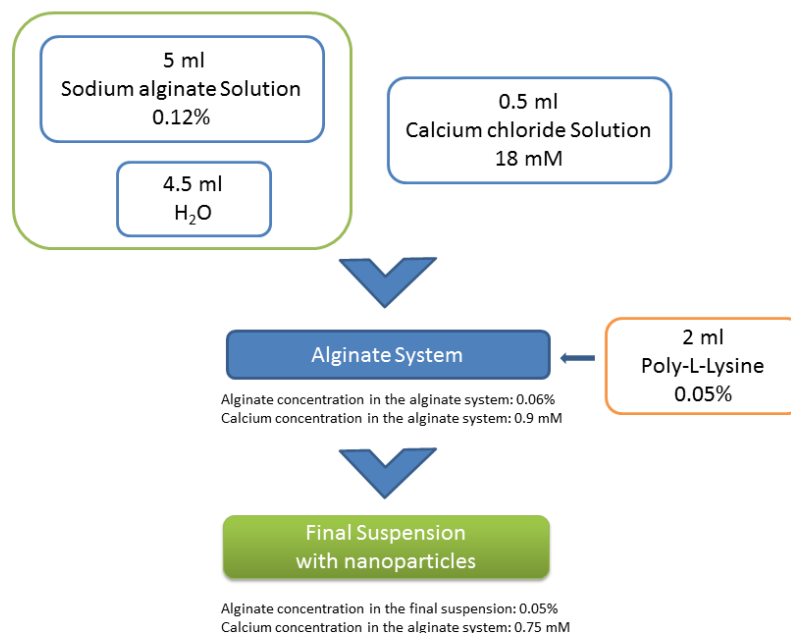 5 ml
Sodium alginate Solution
0.12%
4.5 ml
H₂O
0.5 ml
Calcium chloride Solution
18 mM
Alginate System
2 ml
Poly-L-Lysine
0.05%
Alginate concentration in the alginate system: 0.06%
Calcium concentration in the alginate system: 0.9 mM
Final Suspension
with nanoparticles
Alginate concentration in the final suspension: 0.05%
Calcium concentration in the alginate system: 0.75 mM